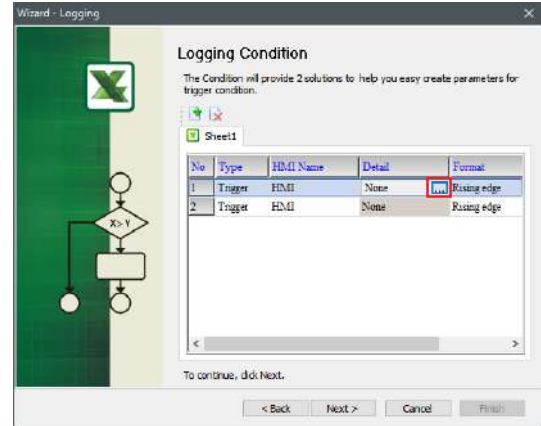 Wizard - Logging
Logging Condition
The Condition will provide 2 solutions to help you easy create parameters for
trigger condition.
Sheet1
No Type HMI Name Detail Format
1 Trigger HMI None ... Rising edge
2 Trigger HMI None Rising edge
X> Y
To continue, click Next.
< Back Next > Cancel Finish